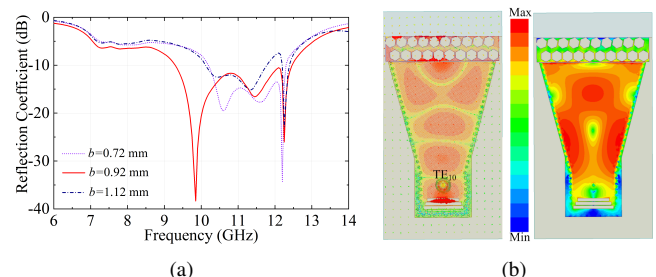 0
-10
-20
-30
-40
Reflection Coefficient (dB)
b=0.72 mm
b=0.92 mm
b=1.12 mm
6 7 8 9 10 11 12 13 14
Frequency (GHz)
(a)
Max
Min
TE10
(b)